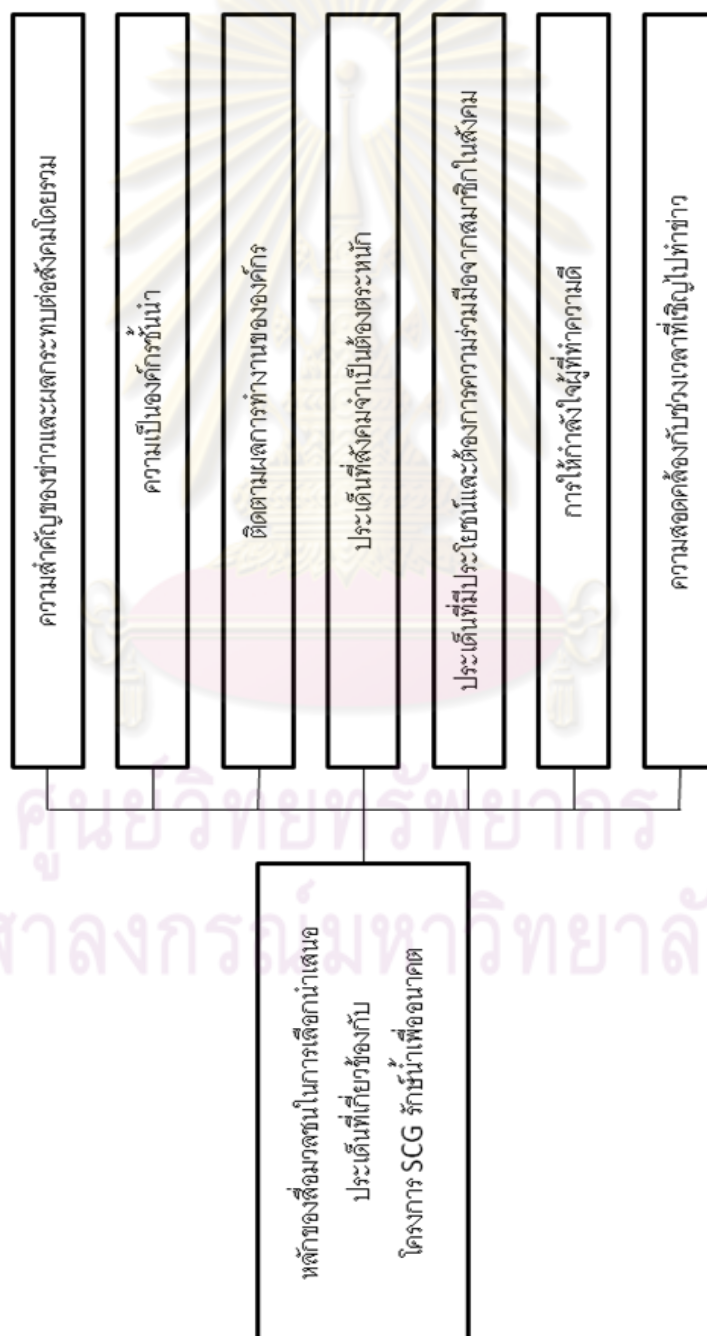 หลักของสื่อมวลชนในการเลือกนำเสนอ
ประเด็นที่เกี่ยวข้องกับ
โครงการ SCG รักษ์น้ำเพื่ออนาคต
ความสำคัญของข่าวและผลกระทบต่อสังคมโดยรวม
ความเป็นองค์กรชั้นนำ
ติดตามผลการทำงานขององค์กร
ประเด็นที่สังคมจำเป็นต้องตระหนัก
ประเด็นที่มีประโยชน์และต้องการความร่วมมือจากสมาชิกในสังคม
การให้กำลังใจผู้ที่ทำความดี
ความสอดคล้องกับช่วงเวลาที่เชิญไปทำข่าว
ศูนย์วิทยทรัพยากร
าลงกรณ์มหาวิทยาลั